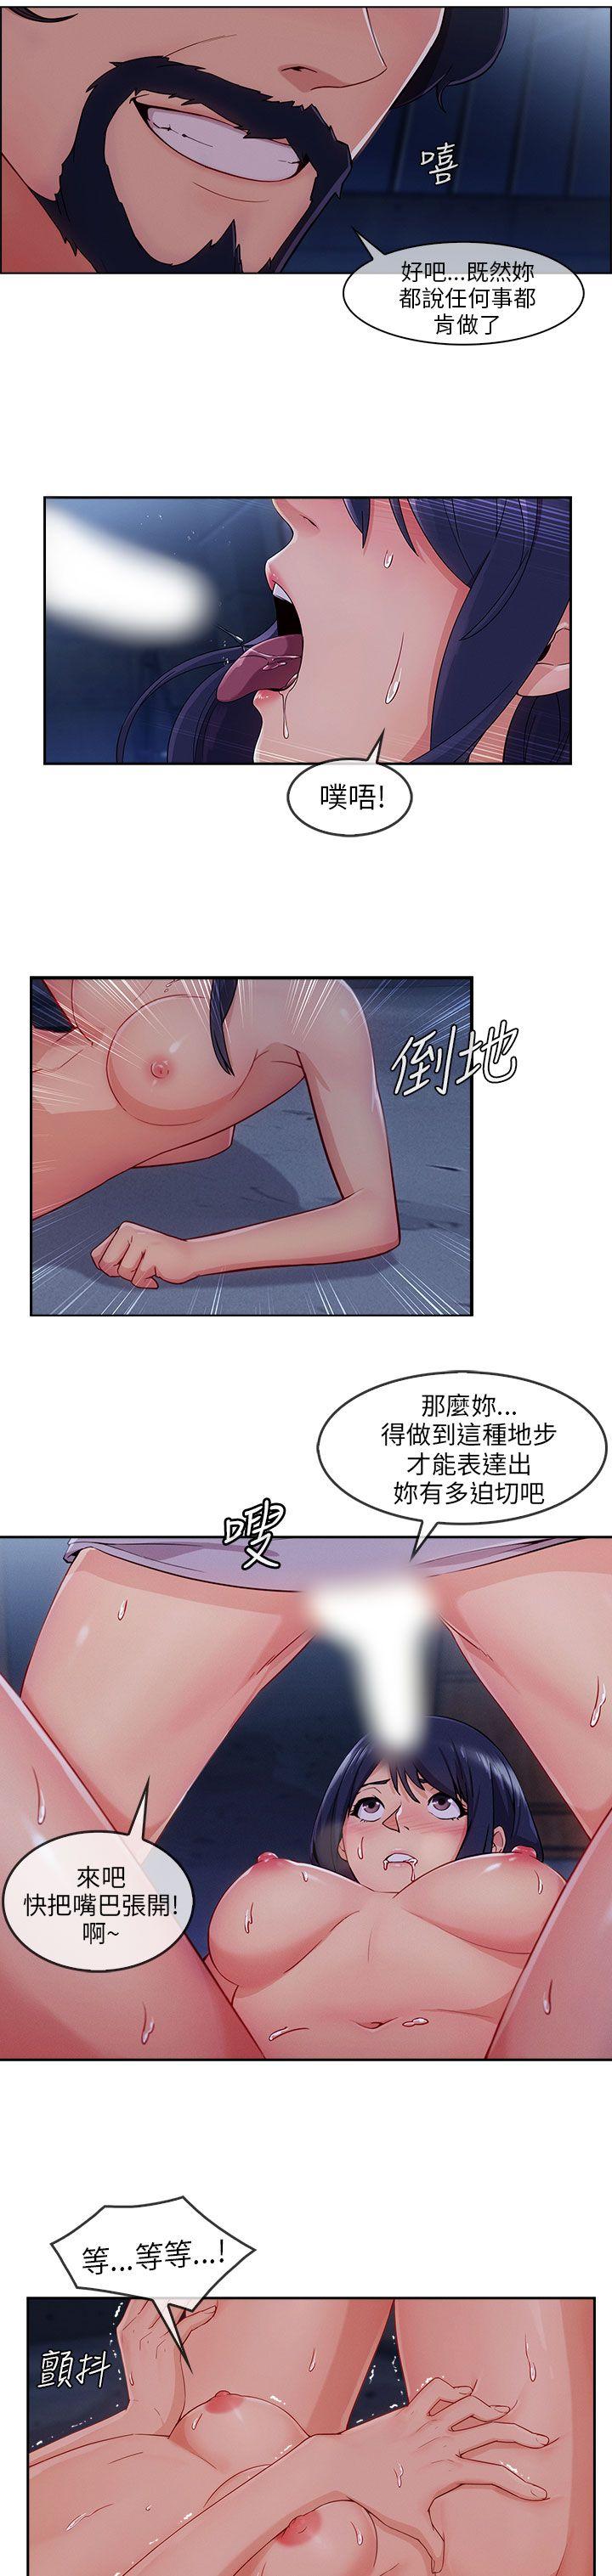 嘻
好吧...既然妳
都說任何事都
肯做了
噗唔!
倒地
那麼妳...
得做到這種地步
才能表達出
妳有多迫切吧
嗖
來吧
快把嘴巴張開!
啊~
等...等等...!
顫抖